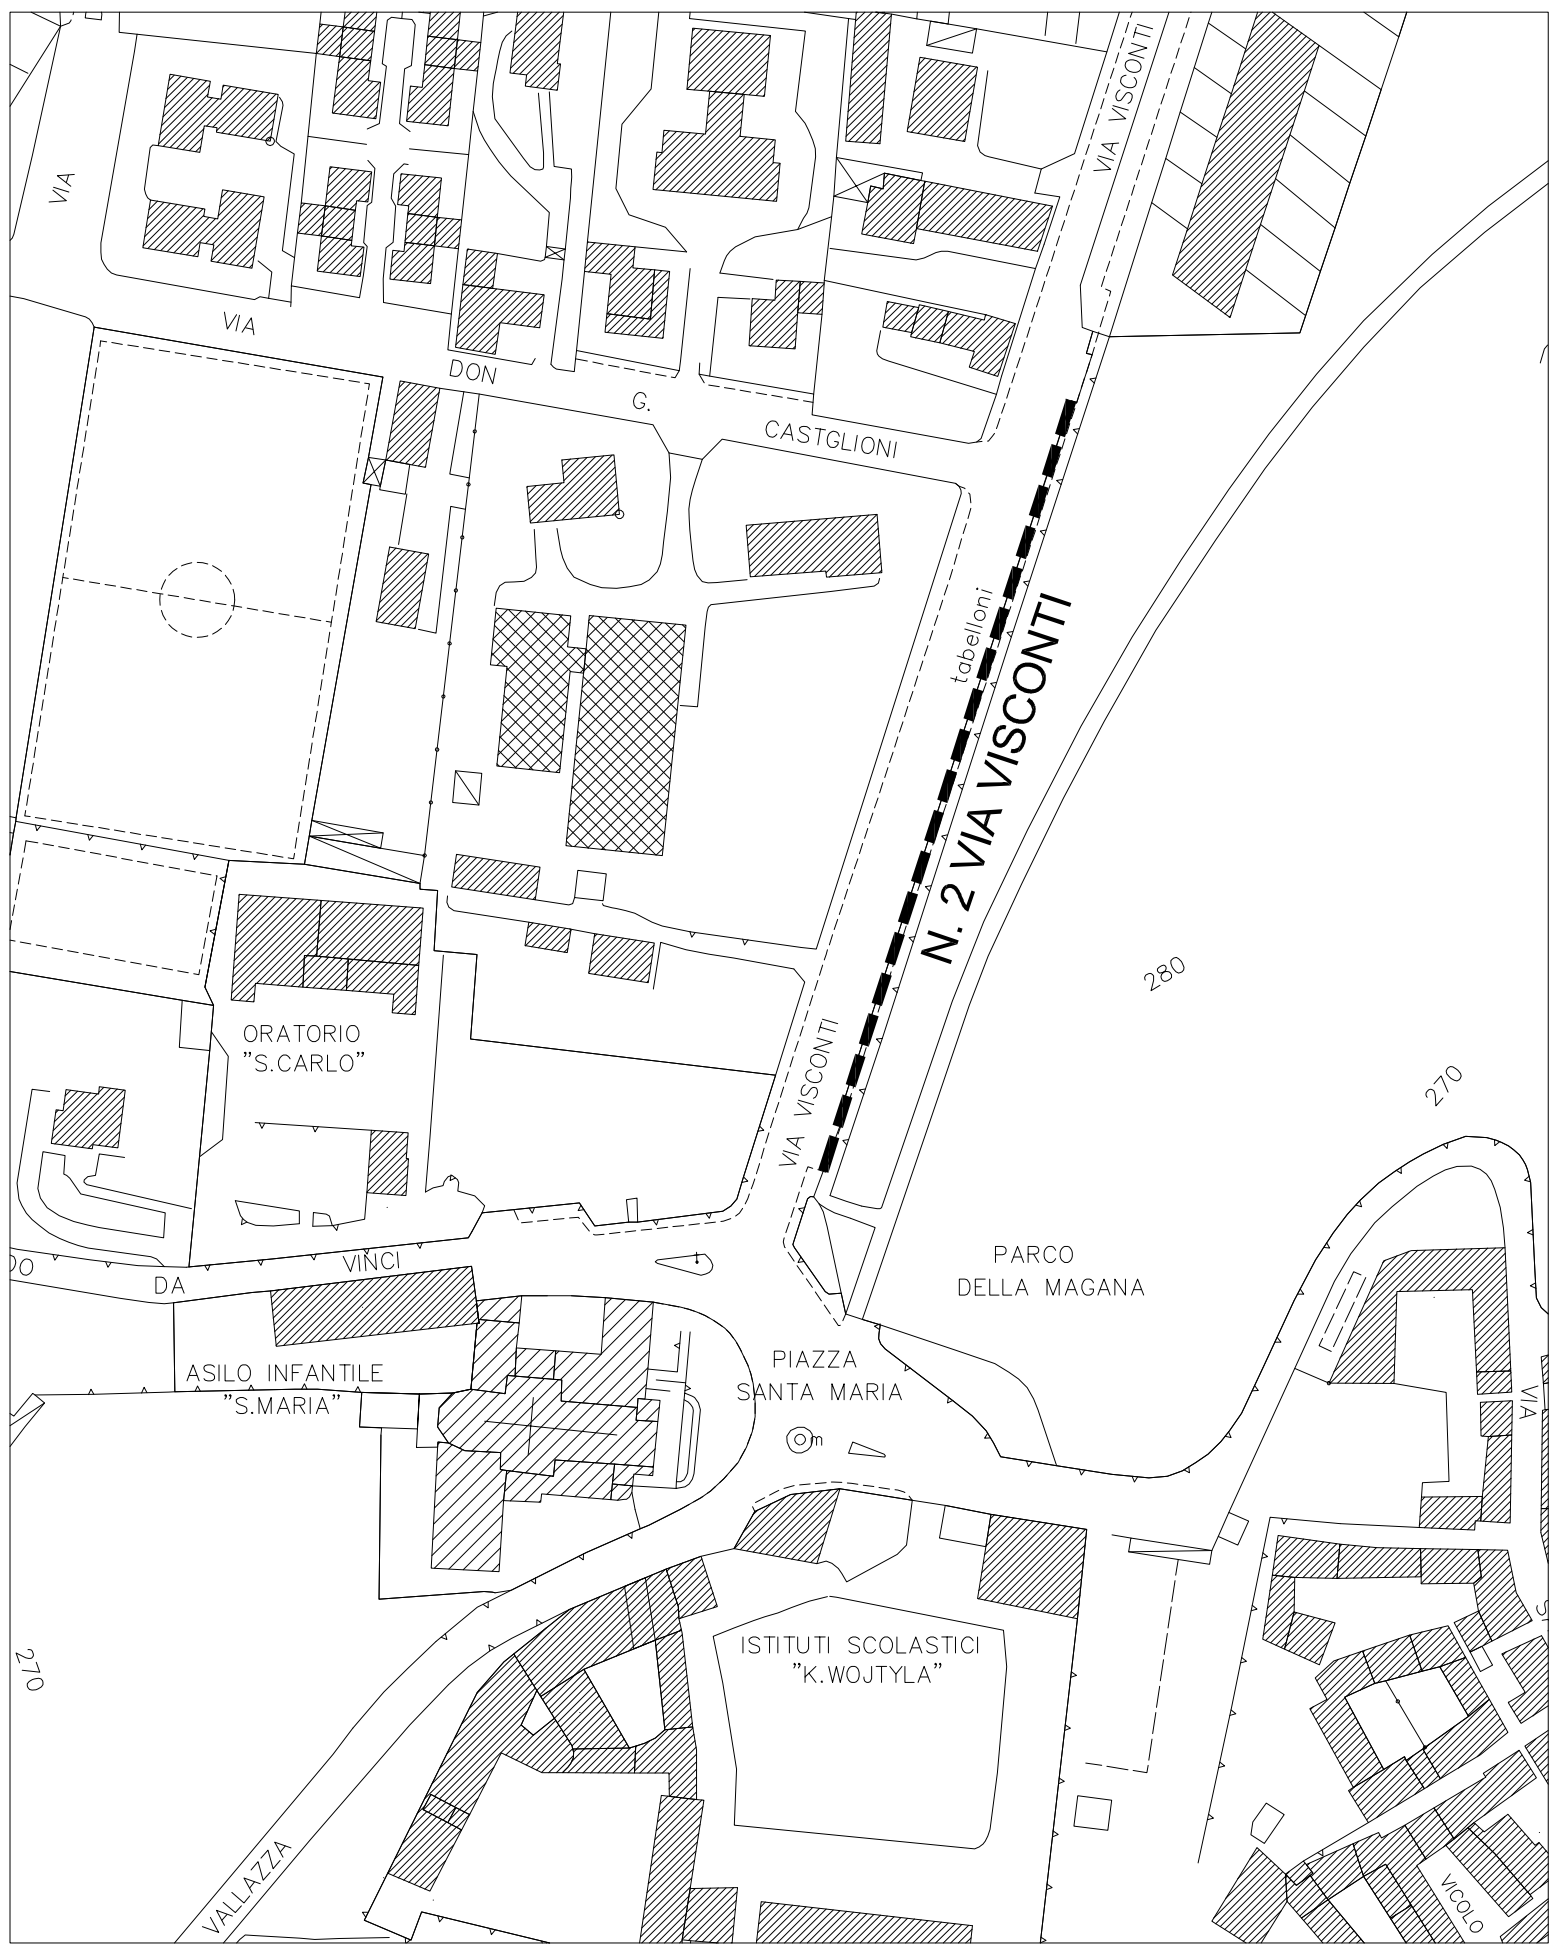 VIA VISCONTI
VIA
VIA
DON
G.
CASTGLIONI
tabelloni
N. 2 VIA VISCONTI
280
ORATORIO
"S.CARLO"
VIA VISCONTI
270
PARCO
DELLA MAGANA
VINCI
DA
ASILO INFANTILE
"S.MARIA"
PIAZZA
SANTA MARIA
m
VIA
ISTITUTI SCOLASTICI
"K.WOJTYLA"
270
VALLAZZA
VICOLO